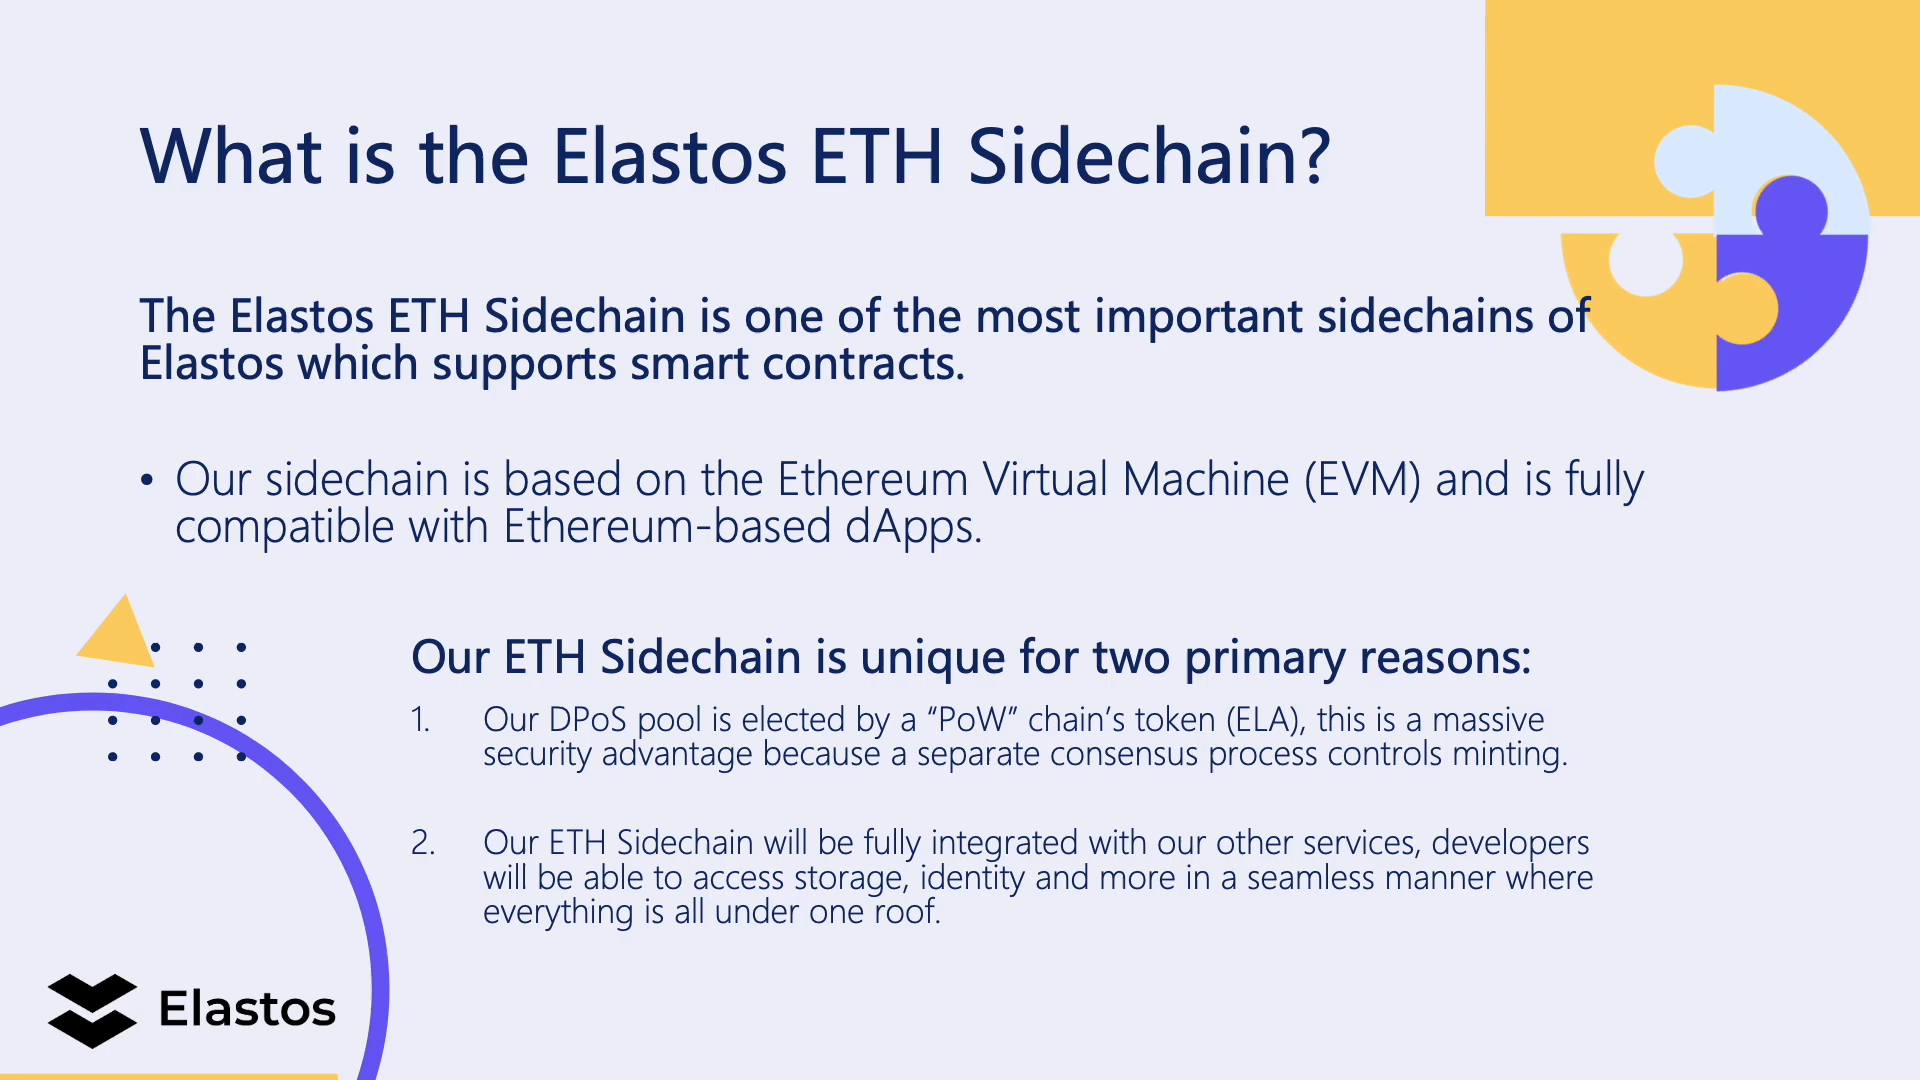 What is the Elastos ETH Sidechain?
The Elastos ETH Sidechain is one of the most important sidechains of
Elastos which supports smart contracts.
• Our sidechain is based on the Ethereum Virtual Machine (EVM) and is fully
compatible with Ethereum-based dApps.
Our ETH Sidechain is unique for two primary reasons:
1. Our DPoS pool is elected by a “PoW” chain’s token (ELA), this is a massive
security advantage because a separate consensus process controls minting.
2. Our ETH Sidechain will be fully integrated with our other services, developers
will be able to access storage, identity and more in a seamless manner where
everything is all under one roof.
Elastos